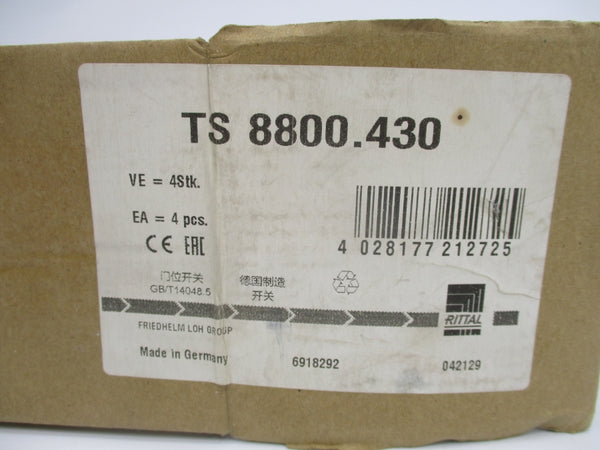 TS 8800.430
VE = 4Stk.
EA = 4 pcs.
CE EAC
4 028177 212725
门位开关
GB/T14048.5
德国制造
开关
RITTAL
FRIEDHELM LOH GROUP
Made in Germany
6918292
042129